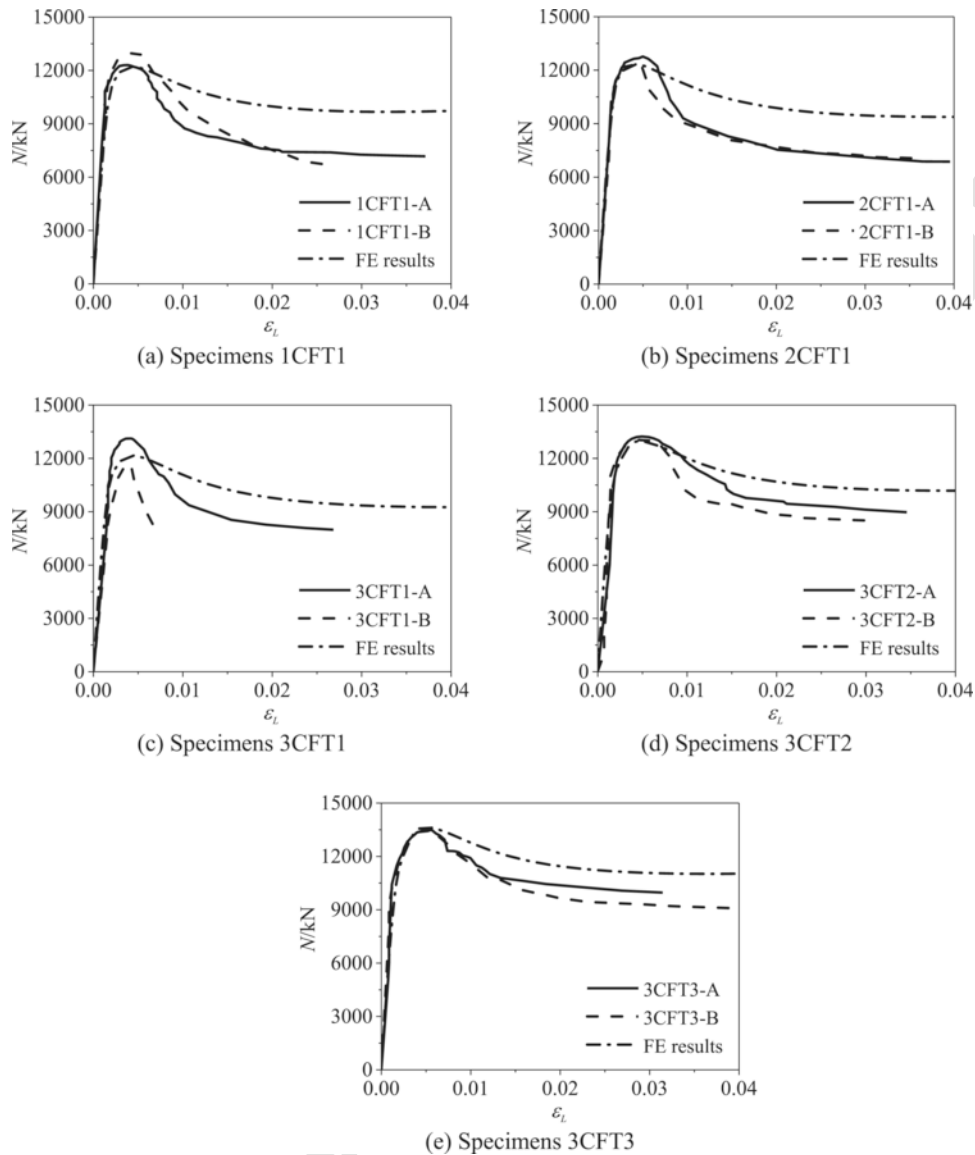 15000
12000
9000
6000
3000
0
N/kN
1CFT1-A
1CFT1-B
FE results
0.00 0.01 0.02 0.03 0.04
ε_L
(a) Specimens 1CFT1
15000
12000
9000
6000
3000
0
N/kN
2CFT1-A
2CFT1-B
FE results
0.00 0.01 0.02 0.03 0.04
ε_L
(b) Specimens 2CFT1
15000
12000
9000
6000
3000
0
N/kN
3CFT1-A
3CFT1-B
FE results
0.00 0.01 0.02 0.03 0.04
ε_L
(c) Specimens 3CFT1
15000
12000
9000
6000
3000
0
N/kN
3CFT2-A
3CFT2-B
FE results
0.00 0.01 0.02 0.03 0.04
ε_L
(d) Specimens 3CFT2
15000
12000
9000
6000
3000
0
N/kN
3CFT3-A
3CFT3-B
FE results
0.00 0.01 0.02 0.03 0.04
ε_L
(e) Specimens 3CFT3